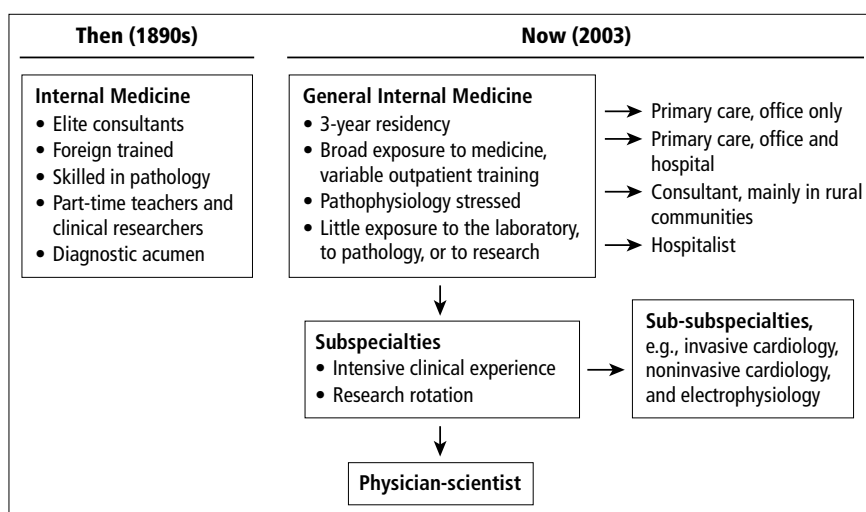 Then (1890s)
Now (2003)
Internal Medicine
• Elite consultants
• Foreign trained
• Skilled in pathology
• Part-time teachers and
clinical researchers
• Diagnostic acumen
General Internal Medicine
• 3-year residency
• Broad exposure to medicine,
variable outpatient training
• Pathophysiology stressed
• Little exposure to the laboratory,
to pathology, or to research
Primary care, office only
Primary care, office and
hospital
Consultant, mainly in rural
communities
Hospitalist
Subspecialties
• Intensive clinical experience
• Research rotation
Sub-subspecialties,
e.g., invasive cardiology,
noninvasive cardiology,
and electrophysiology
Physician-scientist